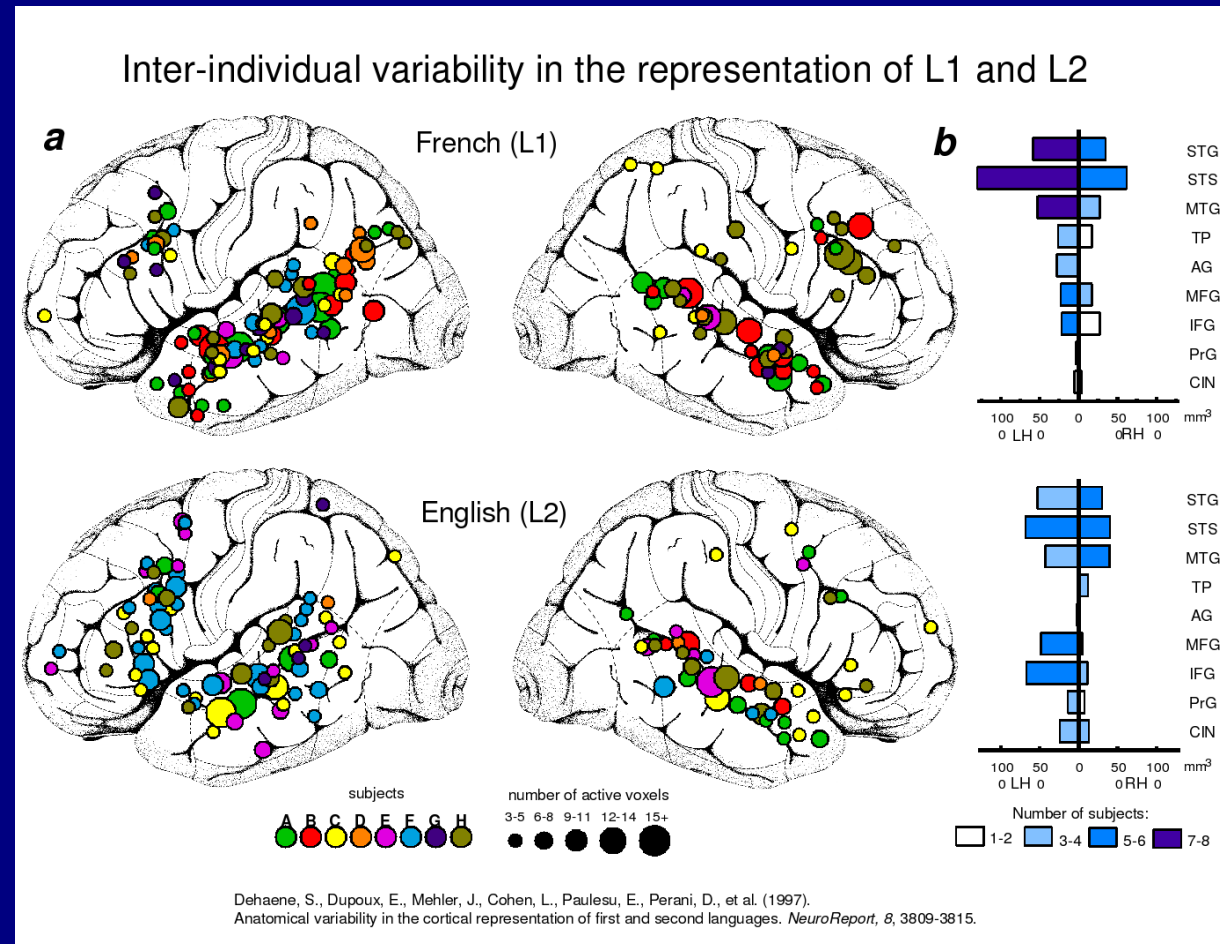 Inter-individual variability in the representation of L1 and L2
a
French (L1)
b
STG
STS
MTG
TP
AG
MFG
IFG
PrG
CIN
100 50 0 50 100 mm³
0 LH 0 0 RH 0
English (L2)
STG
STS
MTG
TP
AG
MFG
IFG
PrG
CIN
100 50 0 50 100 mm³
0 LH 0 0 RH 0
subjects
A B C D E F G H
number of active voxels
3-5 6-8 9-11 12-14 15+
Number of subjects:
1-2 3-4 5-6 7-8
Dehaene, S., Dupoux, E., Mehler, J., Cohen, L., Paulesu, E., Perani, D., et al. (1997).
Anatomical variability in the cortical representation of first and second languages. NeuroReport, 8, 3809-3815.